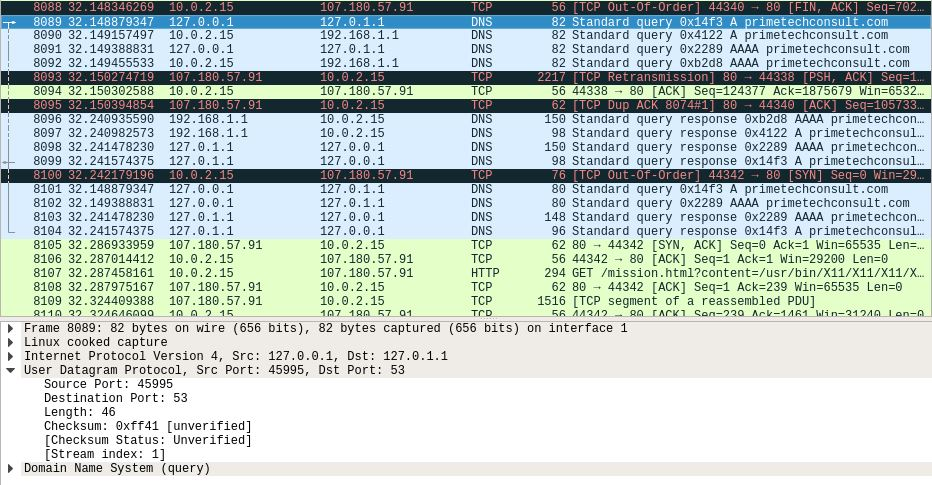 8088 32.148346269 10.0.2.15 107.180.57.91 TCP 56 [TCP Out-Of-Order] 44340 → 80 [FIN, ACK] Seq=702…
8089 32.148879347 127.0.0.1 127.0.1.1 DNS 82 Standard query 0x14f3 A primetechconsult.com
8090 32.149157497 10.0.2.15 192.168.1.1 DNS 82 Standard query 0x4122 A primetechconsult.com
8091 32.149388831 127.0.0.1 127.0.1.1 DNS 82 Standard query 0x2289 AAAA primetechconsult.com
8092 32.149455533 10.0.2.15 192.168.1.1 DNS 82 Standard query 0xb2d8 AAAA primetechconsult.com
8093 32.150274719 107.180.57.91 10.0.2.15 TCP 2217 [TCP Retransmission] 80 → 44338 [PSH, ACK] Seq=1…
8094 32.150302588 10.0.2.15 107.180.57.91 TCP 56 44338 → 80 [ACK] Seq=124377 Ack=1875679 Win=6532…
8095 32.150394854 107.180.57.91 10.0.2.15 TCP 62 [TCP Dup ACK 8074#1] 80 → 44340 [ACK] Seq=105733…
8096 32.240935590 192.168.1.1 10.0.2.15 DNS 150 Standard query response 0xb2d8 AAAA primetechcon…
8097 32.240982573 192.168.1.1 10.0.2.15 DNS 98 Standard query response 0x4122 A primetechconsul…
8098 32.241478230 127.0.1.1 127.0.0.1 DNS 150 Standard query response 0x2289 AAAA primetechcon…
8099 32.241574375 127.0.1.1 127.0.0.1 DNS 98 Standard query response 0x14f3 A primetechconsul…
8100 32.242179196 10.0.2.15 107.180.57.91 TCP 76 [TCP Out-Of-Order] 44342 → 80 [SYN] Seq=0 Win=29…
8101 32.148879347 127.0.0.1 127.0.1.1 DNS 80 Standard query 0x14f3 A primetechconsult.com
8102 32.149388831 127.0.0.1 127.0.1.1 DNS 80 Standard query 0x2289 AAAA primetechconsult.com
8103 32.241478230 127.0.1.1 127.0.0.1 DNS 148 Standard query response 0x2289 AAAA primetechcon…
8104 32.241574375 127.0.1.1 127.0.0.1 DNS 96 Standard query response 0x14f3 A primetechconsul…
8105 32.286933959 107.180.57.91 10.0.2.15 TCP 62 80 → 44342 [SYN, ACK] Seq=0 Ack=1 Win=65535 Len=…
8106 32.287014412 10.0.2.15 107.180.57.91 TCP 56 44342 → 80 [ACK] Seq=1 Ack=1 Win=29200 Len=0
8107 32.287458161 10.0.2.15 107.180.57.91 HTTP 294 GET /mission.html?content=/usr/bin/X11/X11/X11/X…
8108 32.287975167 107.180.57.91 10.0.2.15 TCP 62 80 → 44342 [ACK] Seq=1 Ack=239 Win=65535 Len=0
8109 32.324409388 107.180.57.91 10.0.2.15 TCP 1516 [TCP segment of a reassembled PDU]
8110 32.324646099 10.0.2.15 107.180.57.91 TCP 56 44342 → 80 [ACK] Seq=239 Ack=1461 Win=31240 Len=0
Frame 8089: 82 bytes on wire (656 bits), 82 bytes captured (656 bits) on interface 1
Linux cooked capture
Internet Protocol Version 4, Src: 127.0.0.1, Dst: 127.0.1.1
User Datagram Protocol, Src Port: 45995, Dst Port: 53
Source Port: 45995
Destination Port: 53
Length: 46
Checksum: 0xff41 [unverified]
[Checksum Status: Unverified]
[Stream index: 1]
Domain Name System (query)